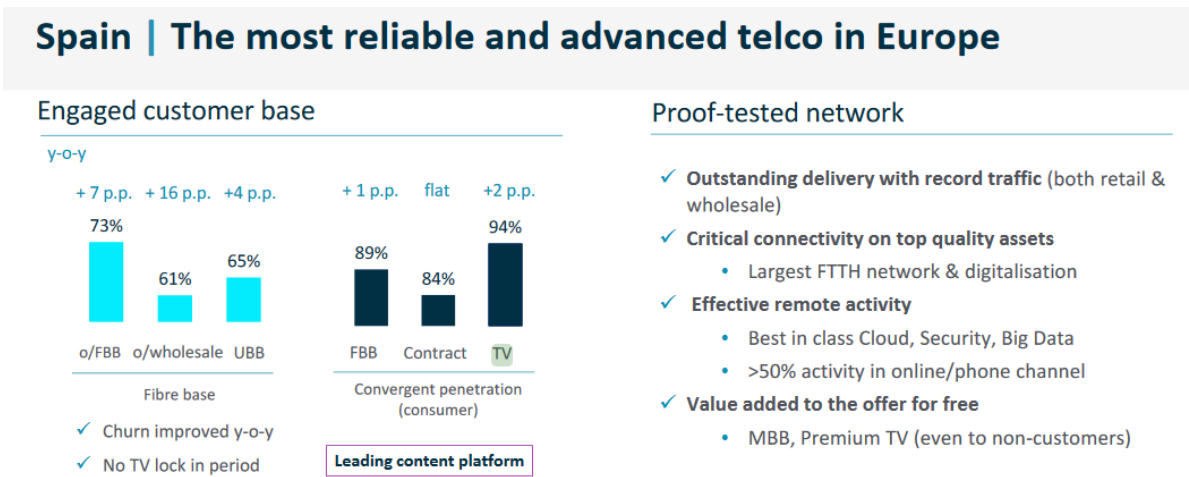 Spain | The most reliable and advanced telco in Europe
Engaged customer base
y-o-y
+ 7 p.p. + 16 p.p. +4 p.p.
73%
61%
65%
o/FBB o/wholesale UBB
Fibre base
✓ Churn improved y-o-y
✓ No TV lock in period
+ 1 p.p. flat +2 p.p.
89%
84%
94%
FBB Contract TV
Convergent penetration
(consumer)
Leading content platform
Proof-tested network
✓ Outstanding delivery with record traffic (both retail &
wholesale)
✓ Critical connectivity on top quality assets
• Largest FTTH network & digitalisation
✓ Effective remote activity
• Best in class Cloud, Security, Big Data
• >50% activity in online/phone channel
✓ Value added to the offer for free
• MBB, Premium TV (even to non-customers)